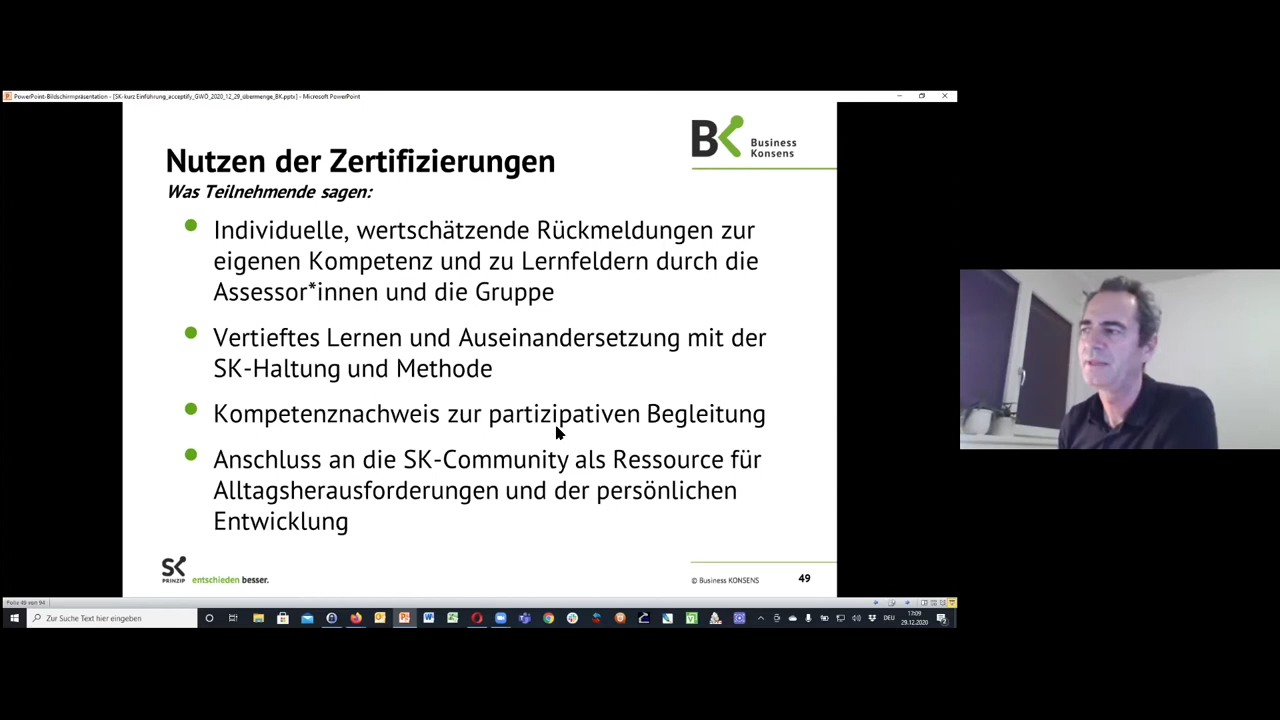 PowerPoint-Bildschirmpräsentation - [SK-kurz Einführung_acceptify_GWÖ_2020_12_29_übermenge_BK.pptx] - Microsoft PowerPoint
BK Business
Konsens
Nutzen der Zertifizierungen
Was Teilnehmende sagen:
Individuelle, wertschätzende Rückmeldungen zur
eigenen Kompetenz und zu Lernfeldern durch die
Assessor*innen und die Gruppe
Vertieftes Lernen und Auseinandersetzung mit der
SK-Haltung und Methode
Kompetenznachweis zur partizipativen Begleitung
Anschluss an die SK-Community als Ressource für
Alltagsherausforderungen und der persönlichen
Entwicklung
SK
PRINZIP
entschieden besser.
© Business KONSENS
49
Folie 49 von 94
Zur Suche Text hier eingeben
DEU
17:09
29.12.2020